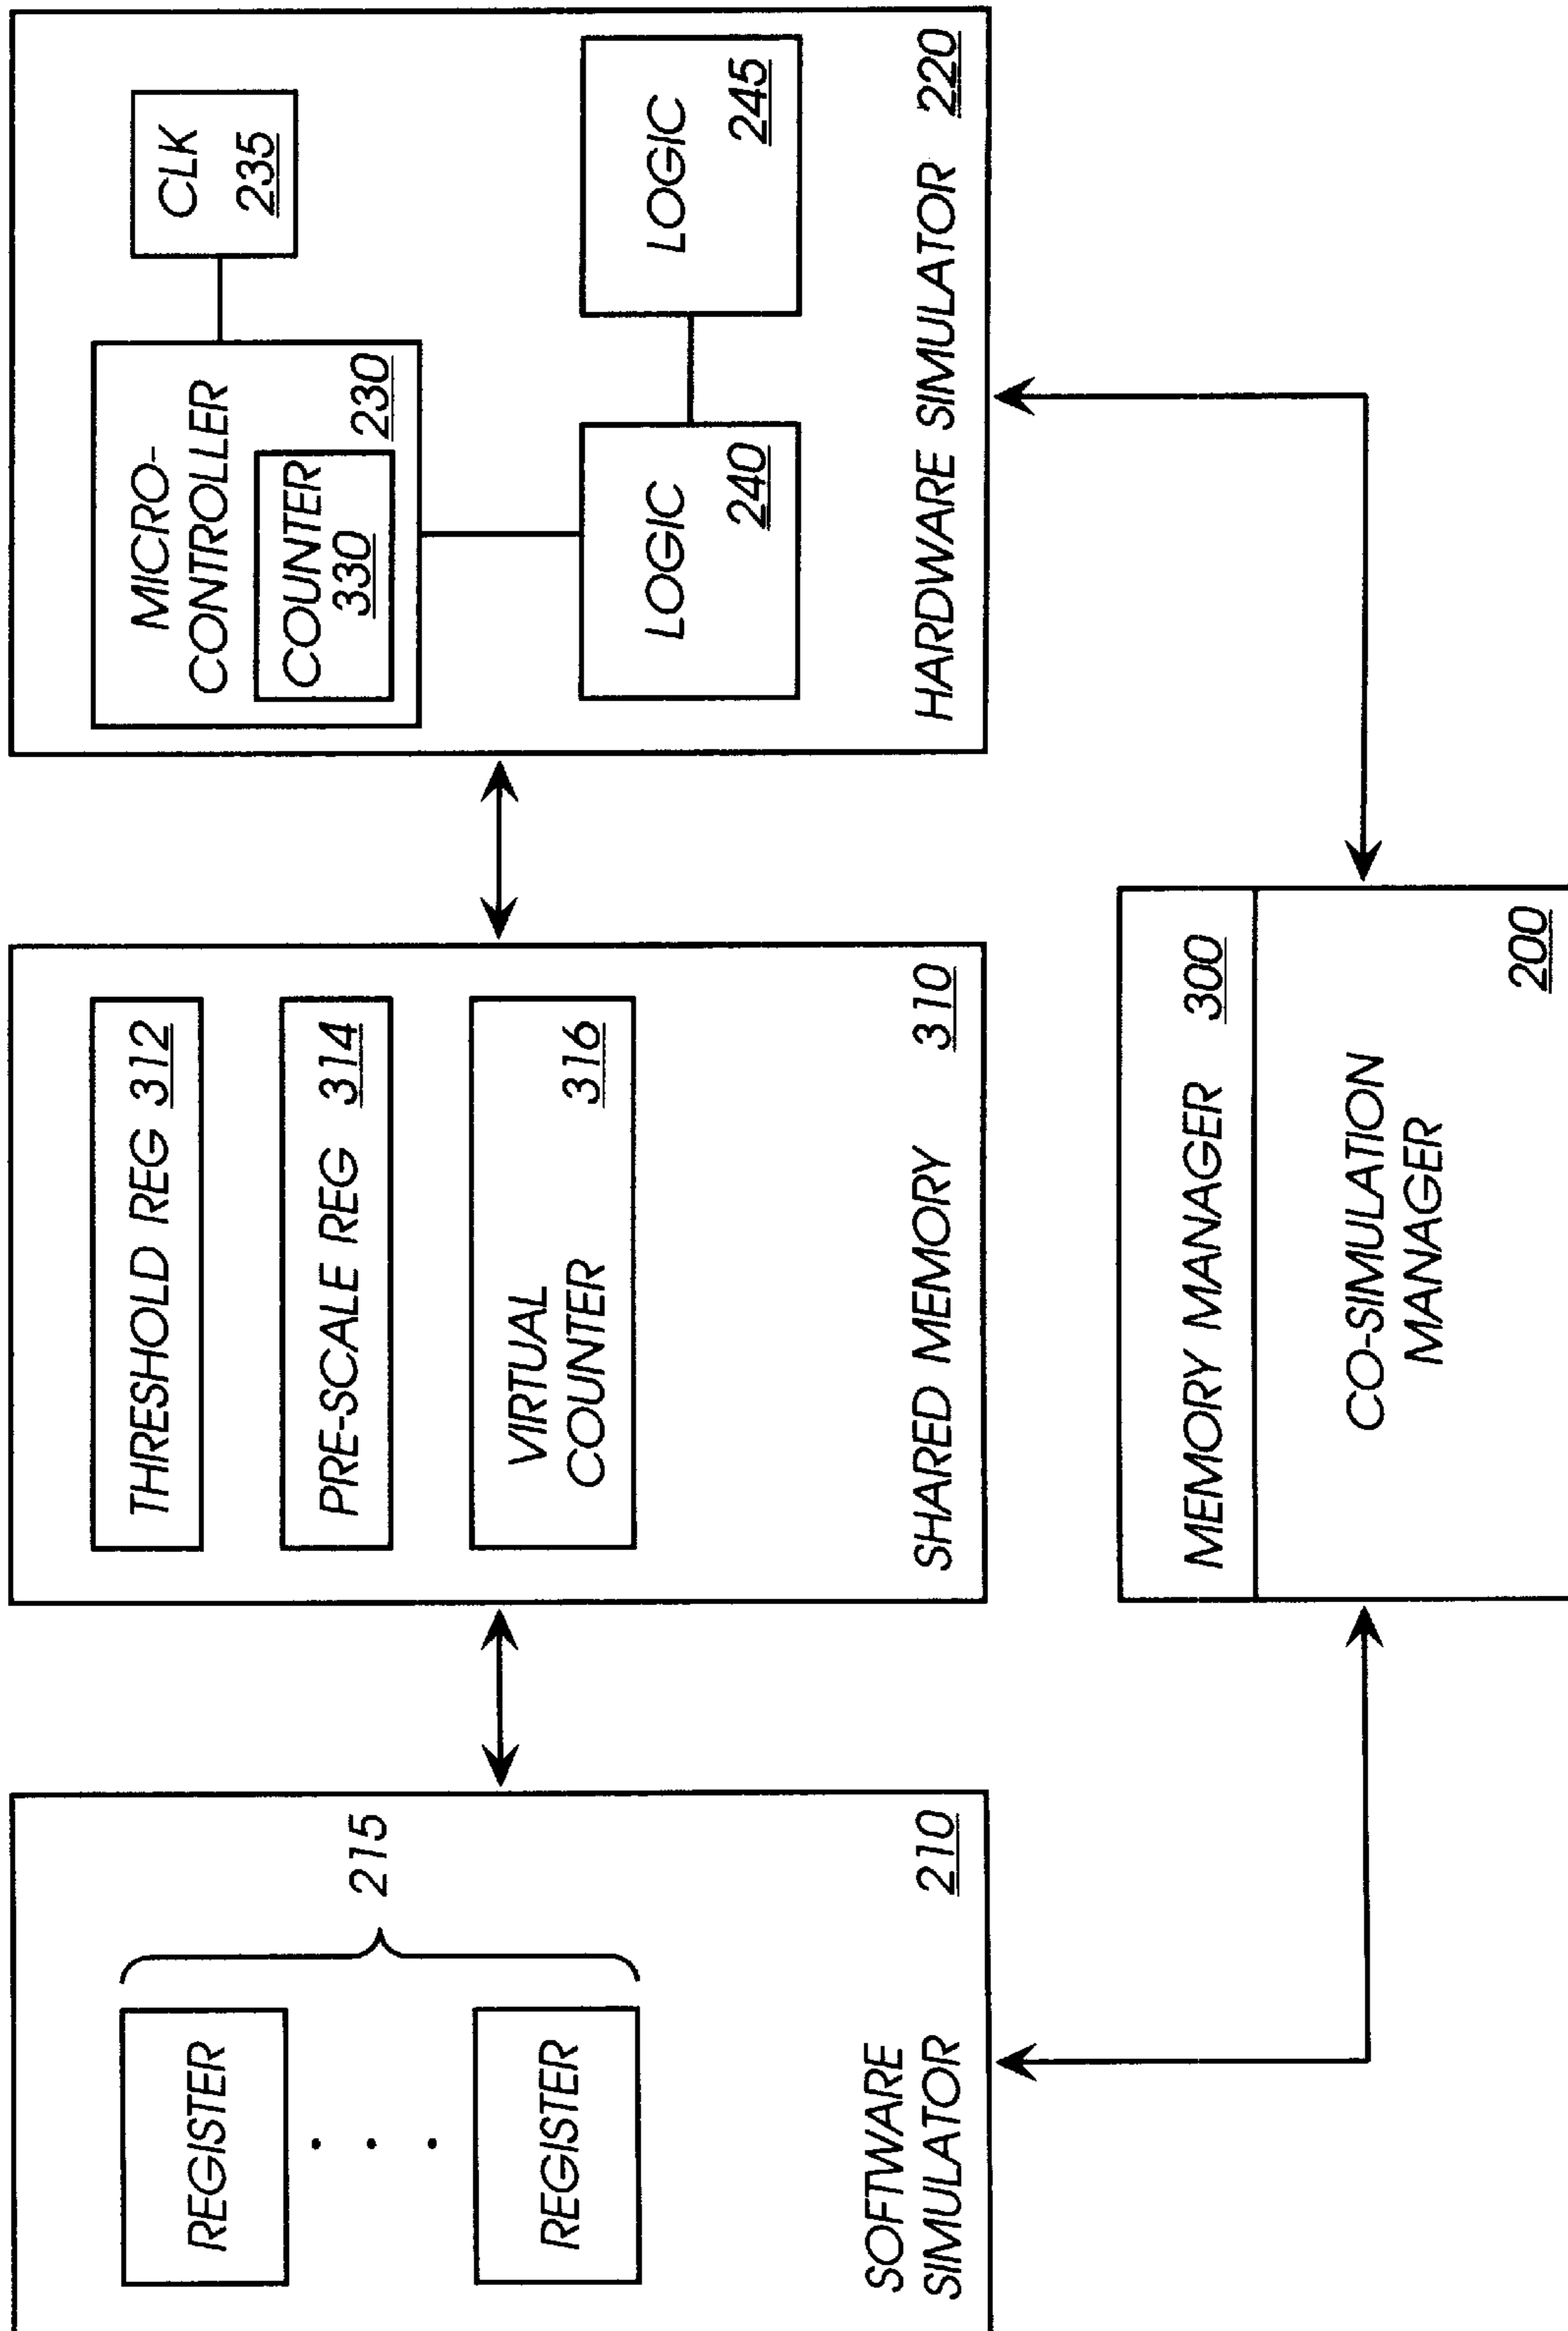 REGISTER
REGISTER
215
SOFTWARE
SIMULATOR
210
THRESHOLD REG 312
PRE-SCALE REG 314
VIRTUAL
COUNTER
316
SHARED MEMORY 310
MICRO-
CONTROLLER
COUNTER
330
230
CLK
235
LOGIC
240
LOGIC
245
HARDWARE SIMULATOR 220
MEMORY MANAGER 300
CO-SIMULATION
MANAGER
200